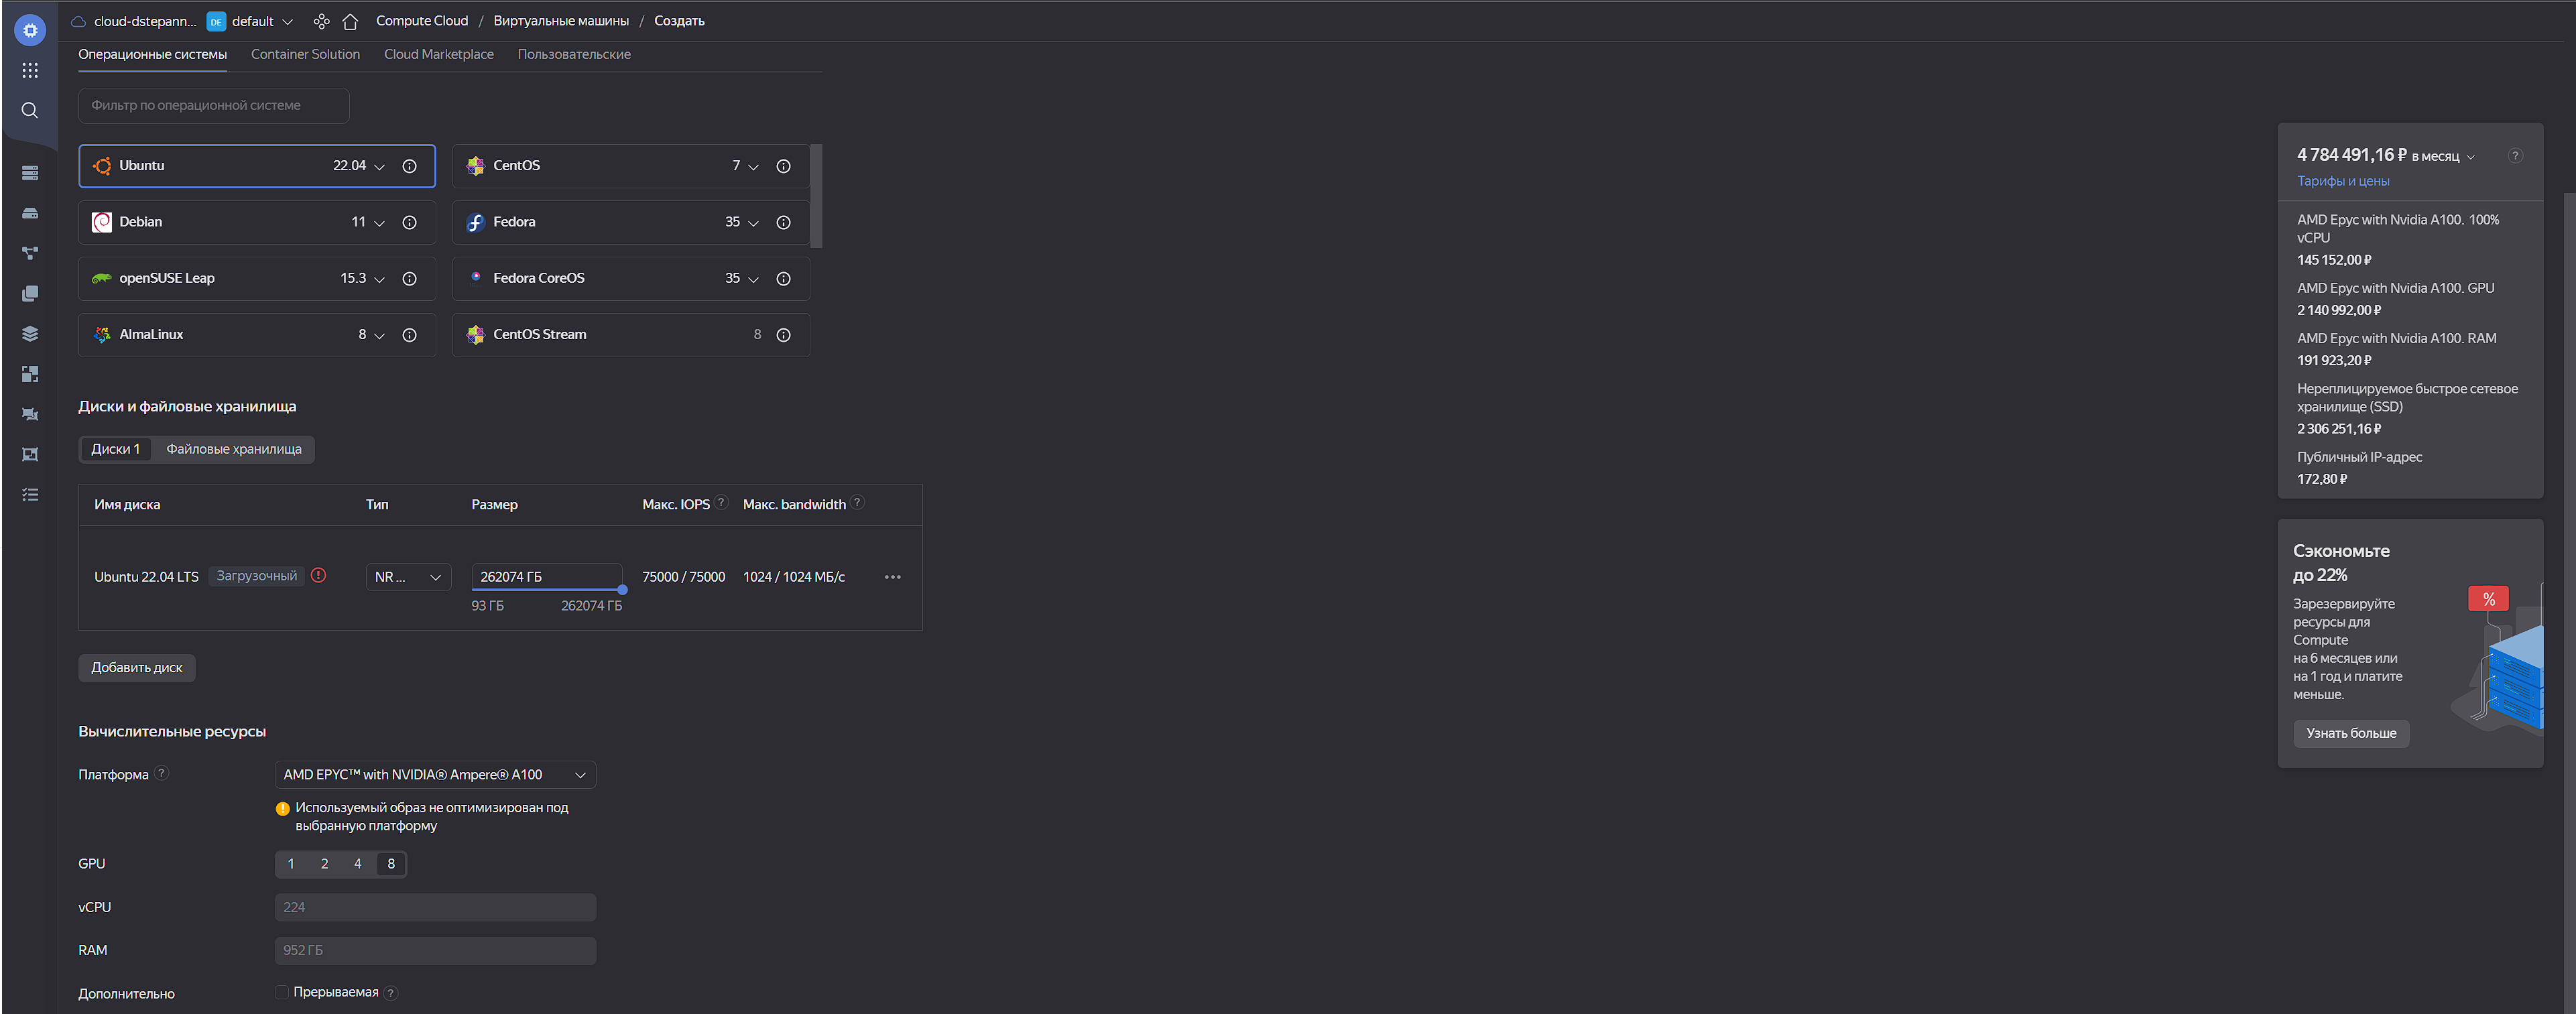 cloud-dstepann... DE default Compute Cloud / Виртуальные машины / Создать
Операционные системы Container Solution Cloud Marketplace Пользовательские
Фильтр по операционной системе
Ubuntu 22.04
CentOS 7
Debian 11
Fedora 35
openSUSE Leap 15.3
Fedora CoreOS 35
AlmaLinux 8
CentOS Stream 8
Диски и файловые хранилища
Диски 1 Файловые хранилища
Имя диска Тип Размер Макс. IOPS ? Макс. bandwidth ?
Ubuntu 22.04 LTS Загрузочный NR ... 262074 ГБ 75000 / 75000 1024 / 1024 МБ/с
93 ГБ 262074 ГБ
Добавить диск
Вычислительные ресурсы
Платформа ? AMD EPYC™ with NVIDIA® Ampere® A100
Используемый образ не оптимизирован под
выбранную платформу
GPU 1 2 4 8
vCPU 224
RAM 952 ГБ
Дополнительно Прерываемая ?
4 784 491,16 ₽ в месяц ?
Тарифы и цены
AMD Epyc with Nvidia A100. 100%
vCPU
145 152,00 ₽
AMD Epyc with Nvidia A100. GPU
2 140 992,00 ₽
AMD Epyc with Nvidia A100. RAM
191 923,20 ₽
Нереплицируемое быстрое сетевое
хранилище (SSD)
2 306 251,16 ₽
Публичный IP-адрес
172,80 ₽
Сэкономьте
до 22%
Зарезервируйте
ресурсы для
Compute
на 6 месяцев или
на 1 год и платите
меньше.
%
Узнать больше